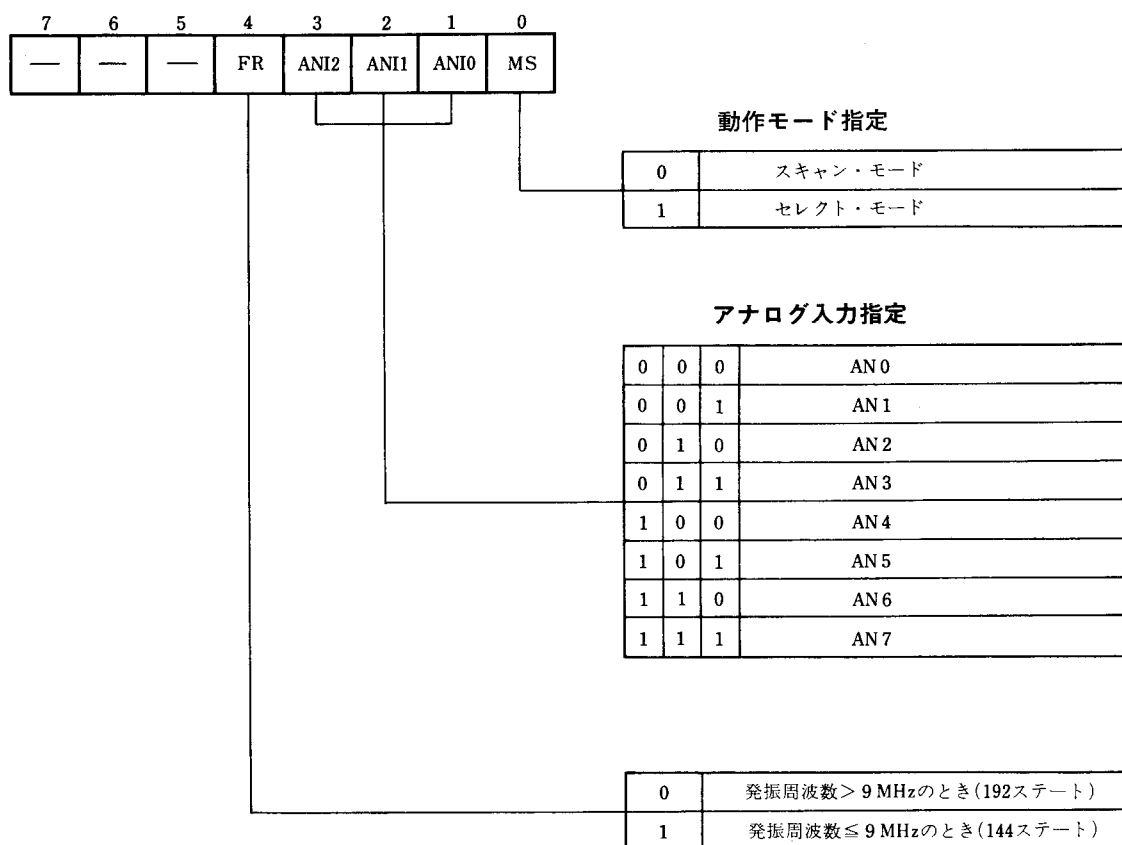 7 6 5 4 3 2 1 0
— — — FR ANI2 ANI1 ANI0 MS
動作モード指定
0 スキャン・モード
1 セレクト・モード
アナログ入力指定
0 0 0 AN0
0 0 1 AN1
0 1 0 AN2
0 1 1 AN3
1 0 0 AN4
1 0 1 AN5
1 1 0 AN6
1 1 1 AN7
0 発振周波数>9MHzのとき(192ステート)
1 発振周波数≦9MHzのとき(144ステート)